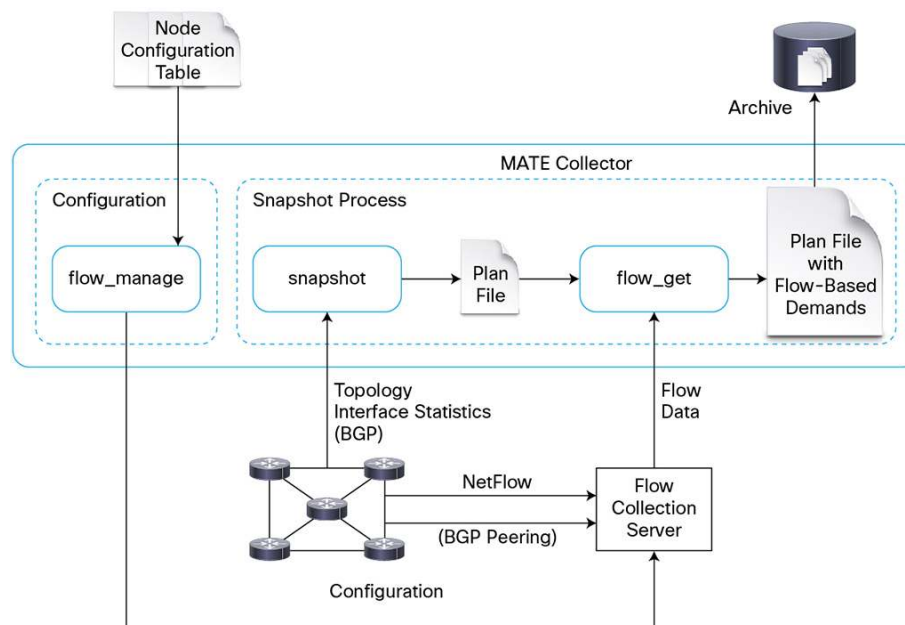 Node
Configuration
Table
Archive
MATE Collector
Configuration
Snapshot Process
flow_manage
snapshot
Plan
File
flow_get
Plan File
with
Flow-Based
Demands
Topology
Interface Statistics
(BGP)
Flow
Data
NetFlow
(BGP Peering)
Flow
Collection
Server
Configuration